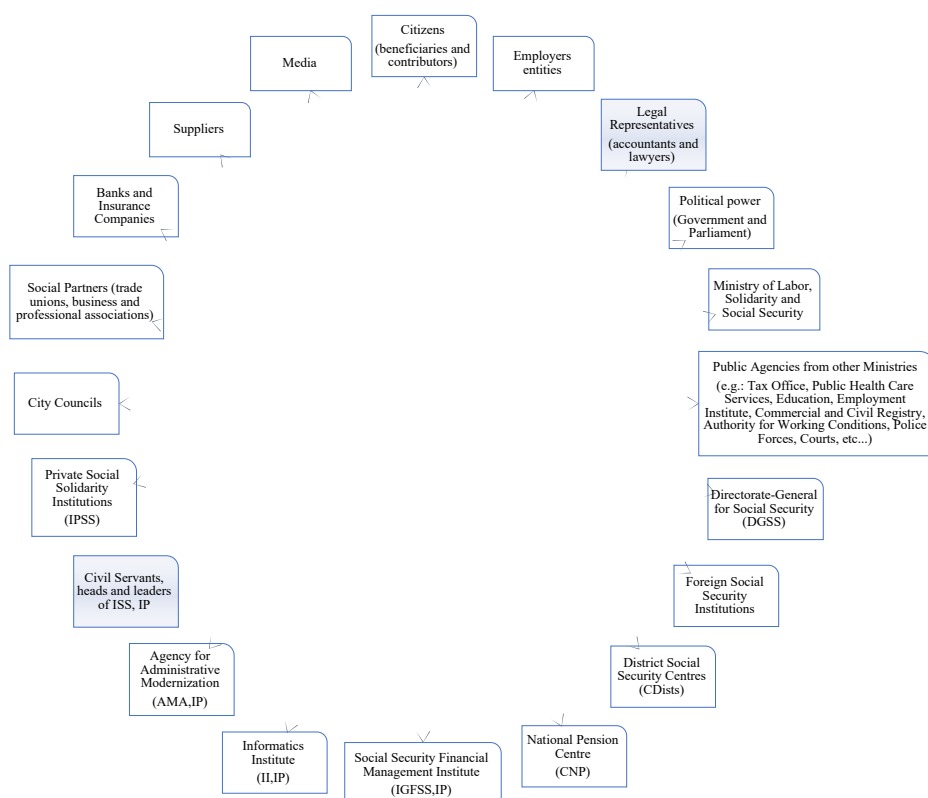 Citizens
(beneficiaries and
contributors)
Employers
entities
Legal
Representatives
(accountants and
lawyers)
Political power
(Government and
Parliament)
Ministry of Labor,
Solidarity and
Social Security
Public Agencies from other Ministries
(e.g.: Tax Office, Public Health Care
Services, Education, Employment
Institute, Commercial and Civil Registry,
Authority for Working Conditions, Police
Forces, Courts, etc...)
Directorate-General
for Social Security
(DGSS)
Foreign Social
Security
Institutions
District Social
Security Centres
(CDists)
National Pension
Centre
(CNP)
Social Security Financial
Management Institute
(IGFSS,IP)
Informatics
Institute
(II,IP)
Agency for
Administrative
Modernization
(AMA,IP)
Civil Servants,
heads and leaders
of ISS, IP
Private Social
Solidarity
Institutions
(IPSS)
City Councils
Social Partners (trade
unions, business and
professional associations)
Banks and
Insurance
Companies
Suppliers
Media